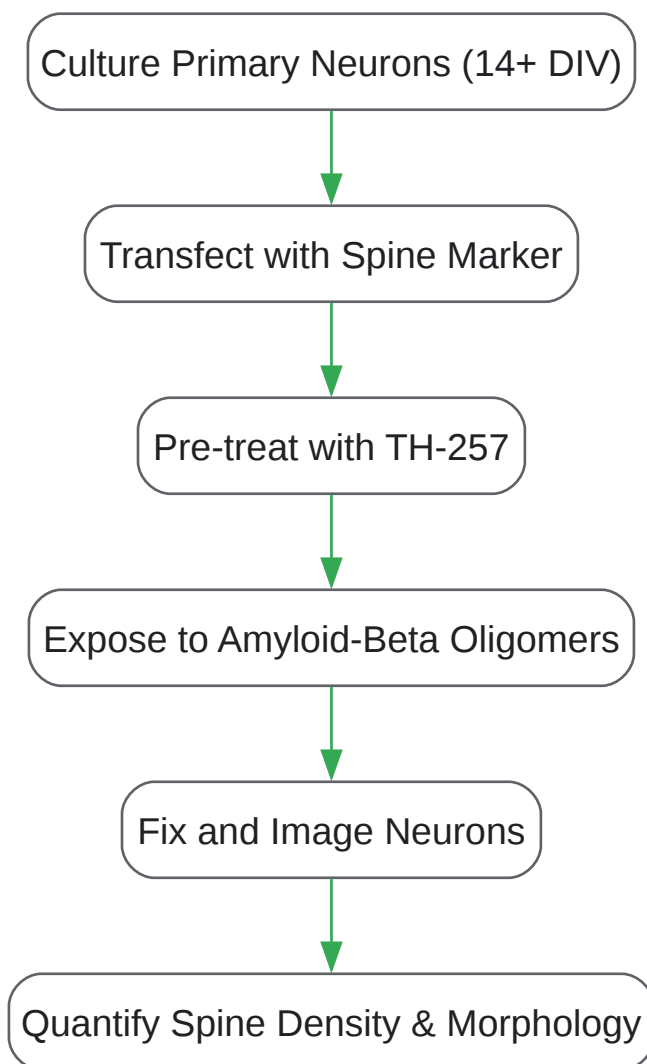 Culture Primary Neurons (14+ DIV)
Transfect with Spine Marker
Pre-treat with TH-257
Expose to Amyloid-Beta Oligomers
Fix and Image Neurons
Quantify Spine Density & Morphology